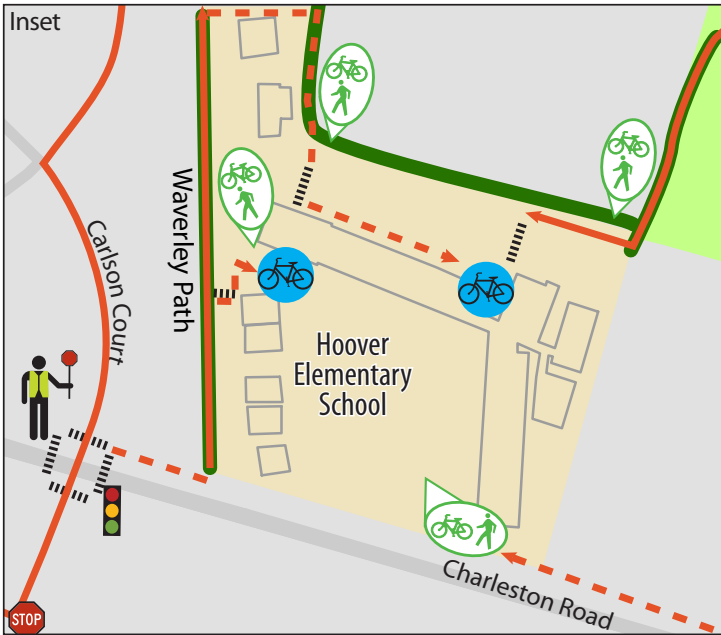 Inset
Waverley Path
Carlson Court
Hoover
Elementary
School
Charleston Road
STOP